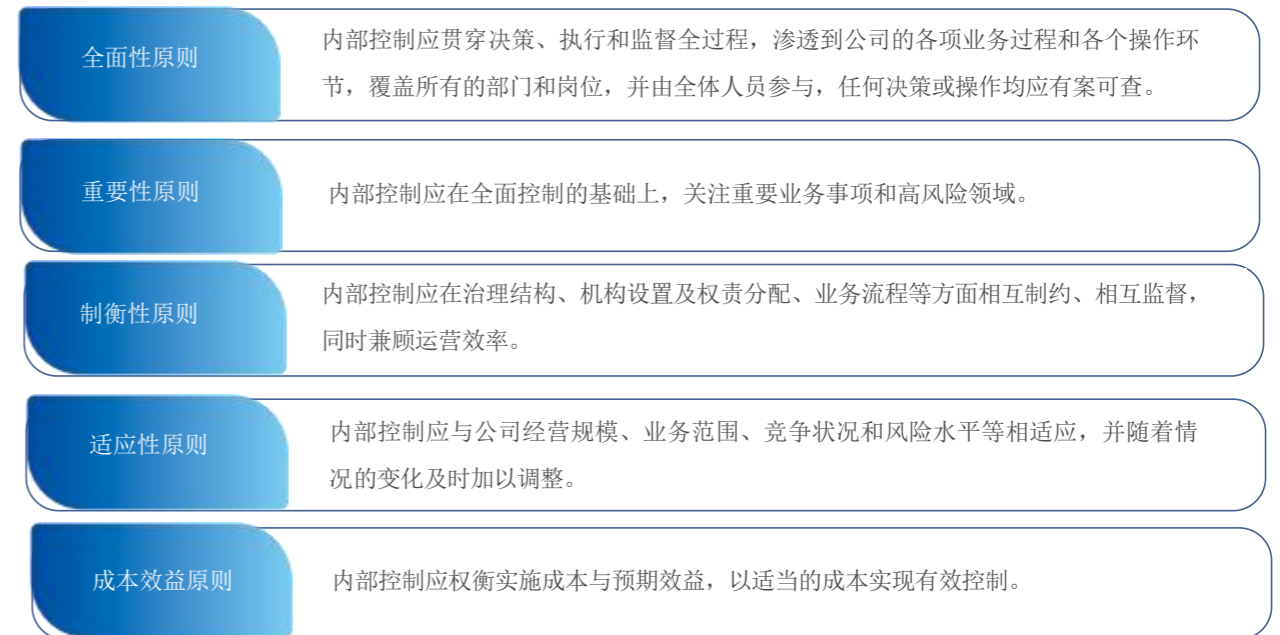 全面性原则
内部控制应贯穿决策、执行和监督全过程，渗透到公司的各项业务过程和各个操作环
节，覆盖所有的部门和岗位，并由全体人员参与，任何决策或操作均应有案可查。
重要性原则
内部控制应在全面控制的基础上，关注重要业务事项和高风险领域。
制衡性原则
内部控制应在治理结构、机构设置及权责分配、业务流程等方面相互制约、相互监督，
同时兼顾运营效率。
适应性原则
内部控制应与公司经营规模、业务范围、竞争状况和风险水平等相适应，并随着情
况的变化及时加以调整。
成本效益原则
内部控制应权衡实施成本与预期效益，以适当的成本实现有效控制。